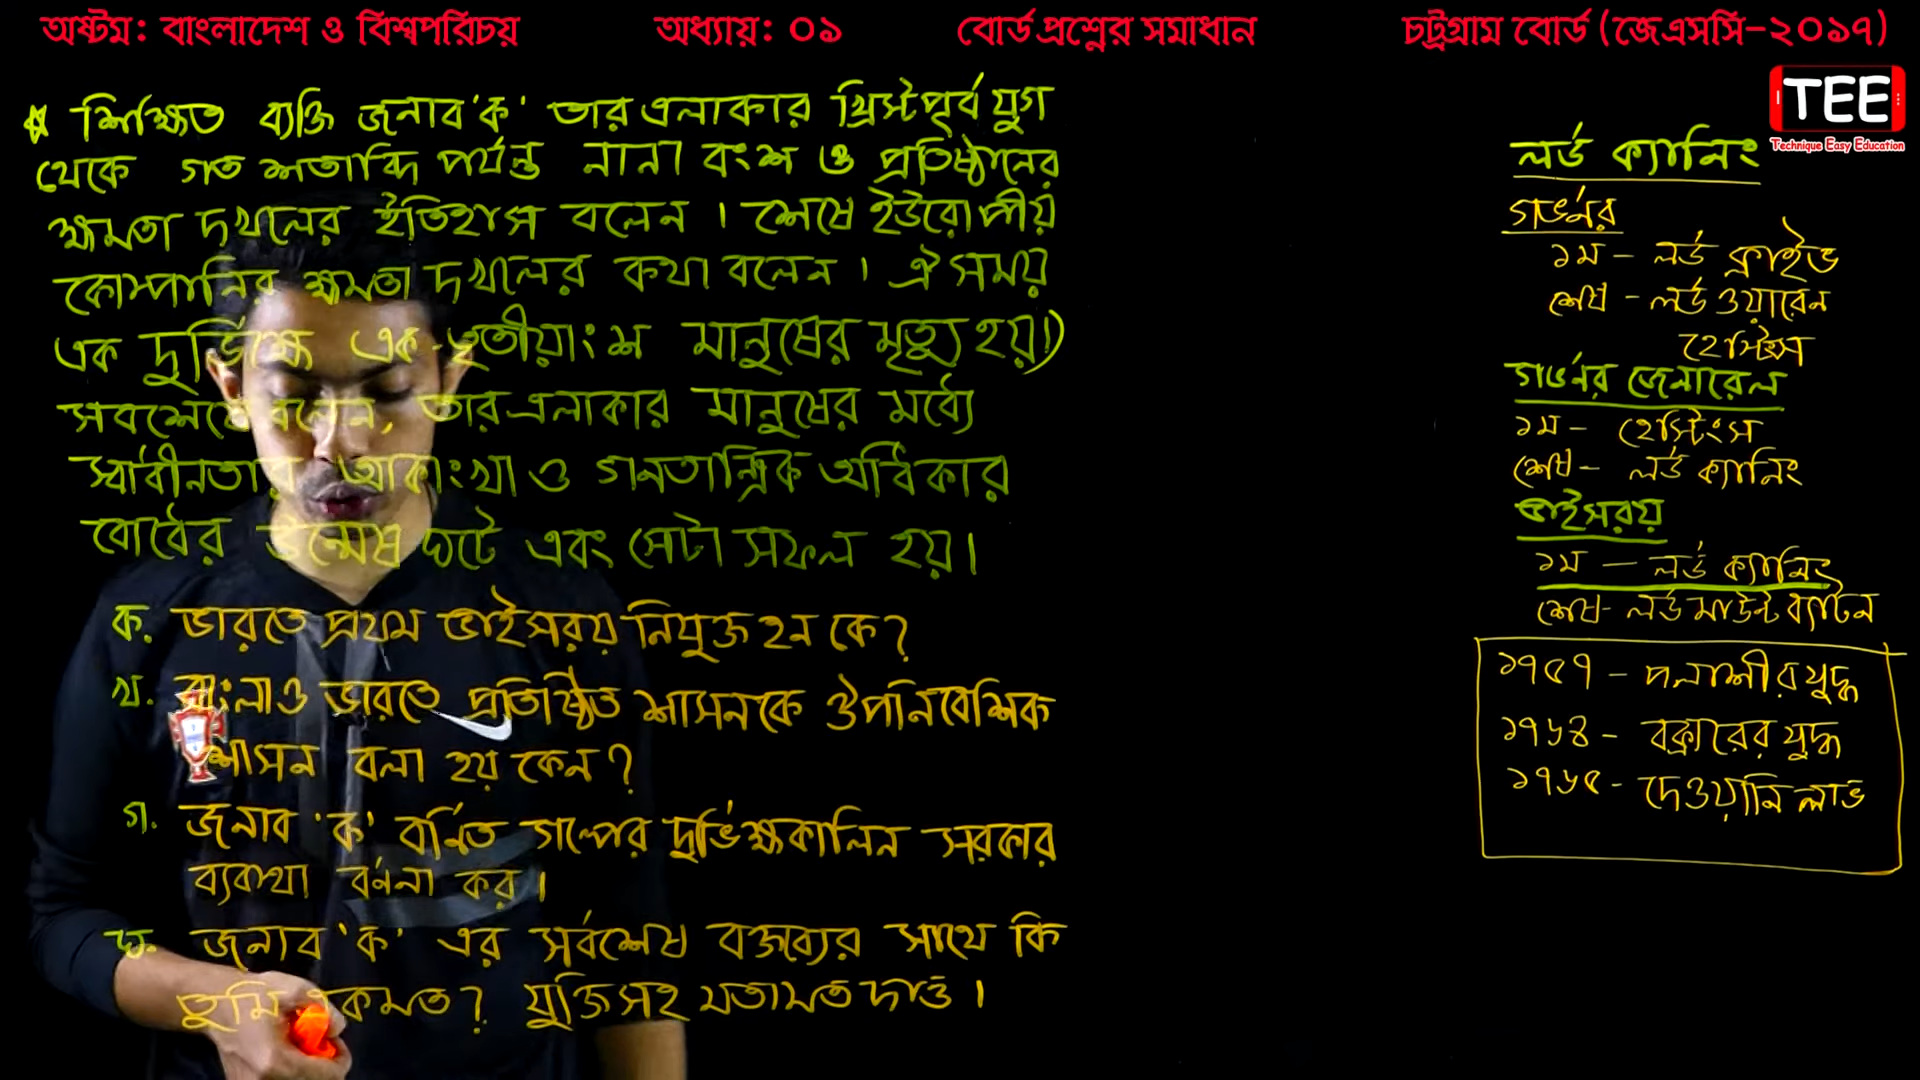 অষ্টম: বাংলাদেশ ও বিশ্বপরিচয় অধ্যায়: ০১ বোর্ড প্রশ্নের সমাধান চট্রগ্রাম বোর্ড (জেএসসি-২০১৭)
TEE
Technique Easy Education
শিক্ষিত ব্যক্তি জনাব 'ক' তার এলাকার খ্রিস্টপূর্ব যুগ
থেকে গত শতাব্দি পর্যন্ত নানা বংশ ও প্রতিষ্ঠানের
ক্ষমতা দখলের ইতিহাস বলেন। শেষে ইউরোপীয়
কোম্পানির ক্ষমতা দখলের কথা বলেন। ঐ সময়
এক দুর্ভিক্ষে এক-তৃতীয়াংশ মানুষের মৃত্যু হয়।)
সবশেষে বলেন, তার এলাকার মানুষের মধ্যে
স্বাধীনতার আকাংখা ও গনতান্ত্রিক অধিকার
বোধের উন্মেষ ঘটে এবং সেটা সফল হয়।
ক. ভারতে প্রথম ভাইসরয় নিযুক্ত হন কে?
খ. বাংলা ও ভারতে প্রতিষ্ঠিত শাসনকে ঔপনিবেশিক
শাসন বলা হয় কেন?
গ. জনাব 'ক' বর্নিত গল্পের দুর্ভিক্ষকালিন সরকার
ব্যবস্থা বর্ননা কর।
ঘ. জনাব 'ক' এর সর্বশেষ বক্তব্যের সাথে কি
তুমি একমত? যুক্তিসহ মতামত দাও।
লর্ড ক্যানিং
গভর্নর
১ম - লর্ড ক্লাইভ
শেষ - লর্ড ওয়ারেন
হেস্টিংস
গভর্নর জেনারেল
১ম - হেস্টিংস
শেষ - লর্ড ক্যানিং
ভাইসরয়
১ম - লর্ড ক্যানিং
শেষ - লর্ড মাউন্ট ব্যাটন
১৭৫৭ - পলাশীর যুদ্ধ
১৭৬৪ - বক্সারের যুদ্ধ
১৭৬৫ - দেওয়ানি লাভ